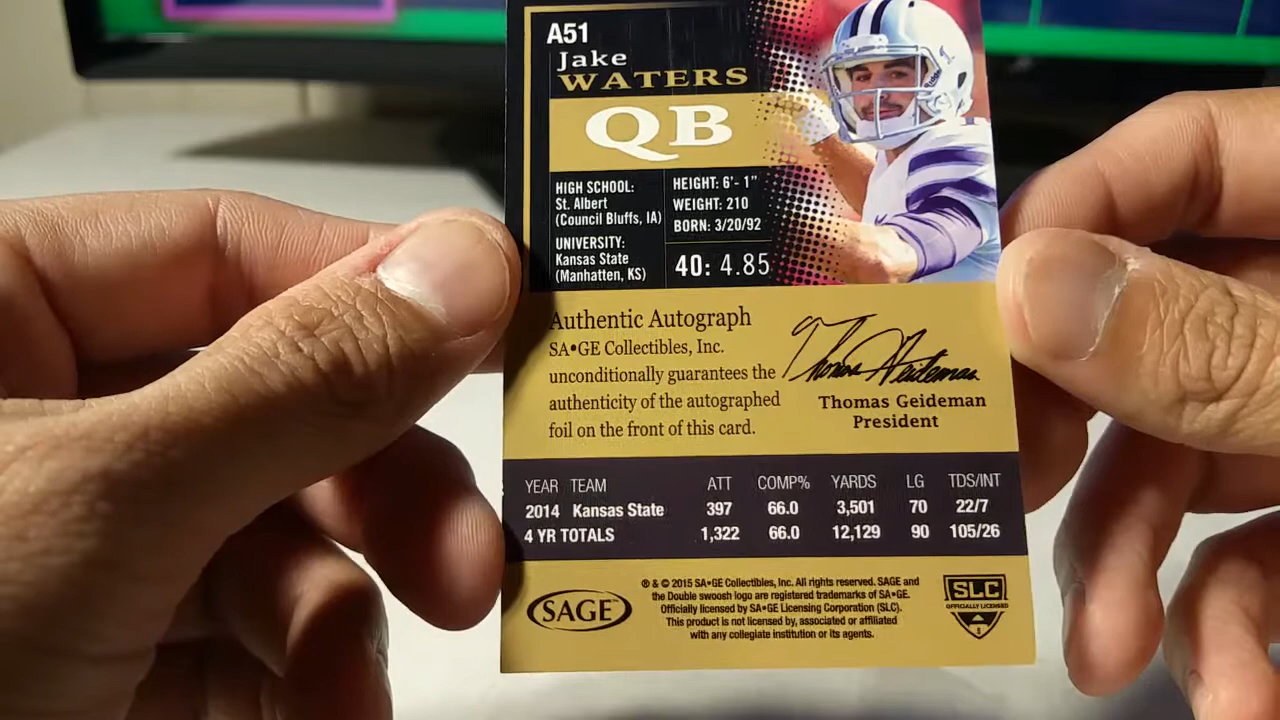 A51
Jake
WATERS
QB
HIGH SCHOOL:
St. Albert
(Council Bluffs, IA)
UNIVERSITY:
Kansas State
(Manhatten, KS)
HEIGHT: 6'- 1"
WEIGHT: 210
BORN: 3/20/92
40: 4.85
Authentic Autograph
SA•GE Collectibles, Inc.
unconditionally guarantees the
authenticity of the autographed
foil on the front of this card.
Thomas Geideman
Thomas Geideman
President
YEAR TEAM ATT COMP% YARDS LG TDS/INT
2014 Kansas State 397 66.0 3,501 70 22/7
4 YR TOTALS 1,322 66.0 12,129 90 105/26
® & © 2015 SA•GE Collectibles, Inc. All rights reserved. SAGE and
the Double swoosh logo are registered trademarks of SA•GE.
Officially licensed by SA•GE Licensing Corporation (SLC).
This product is not licensed by, associated or affiliated
with any collegiate institution or its agents.
SAGE™
SLC
OFFICIALLY LICENSED